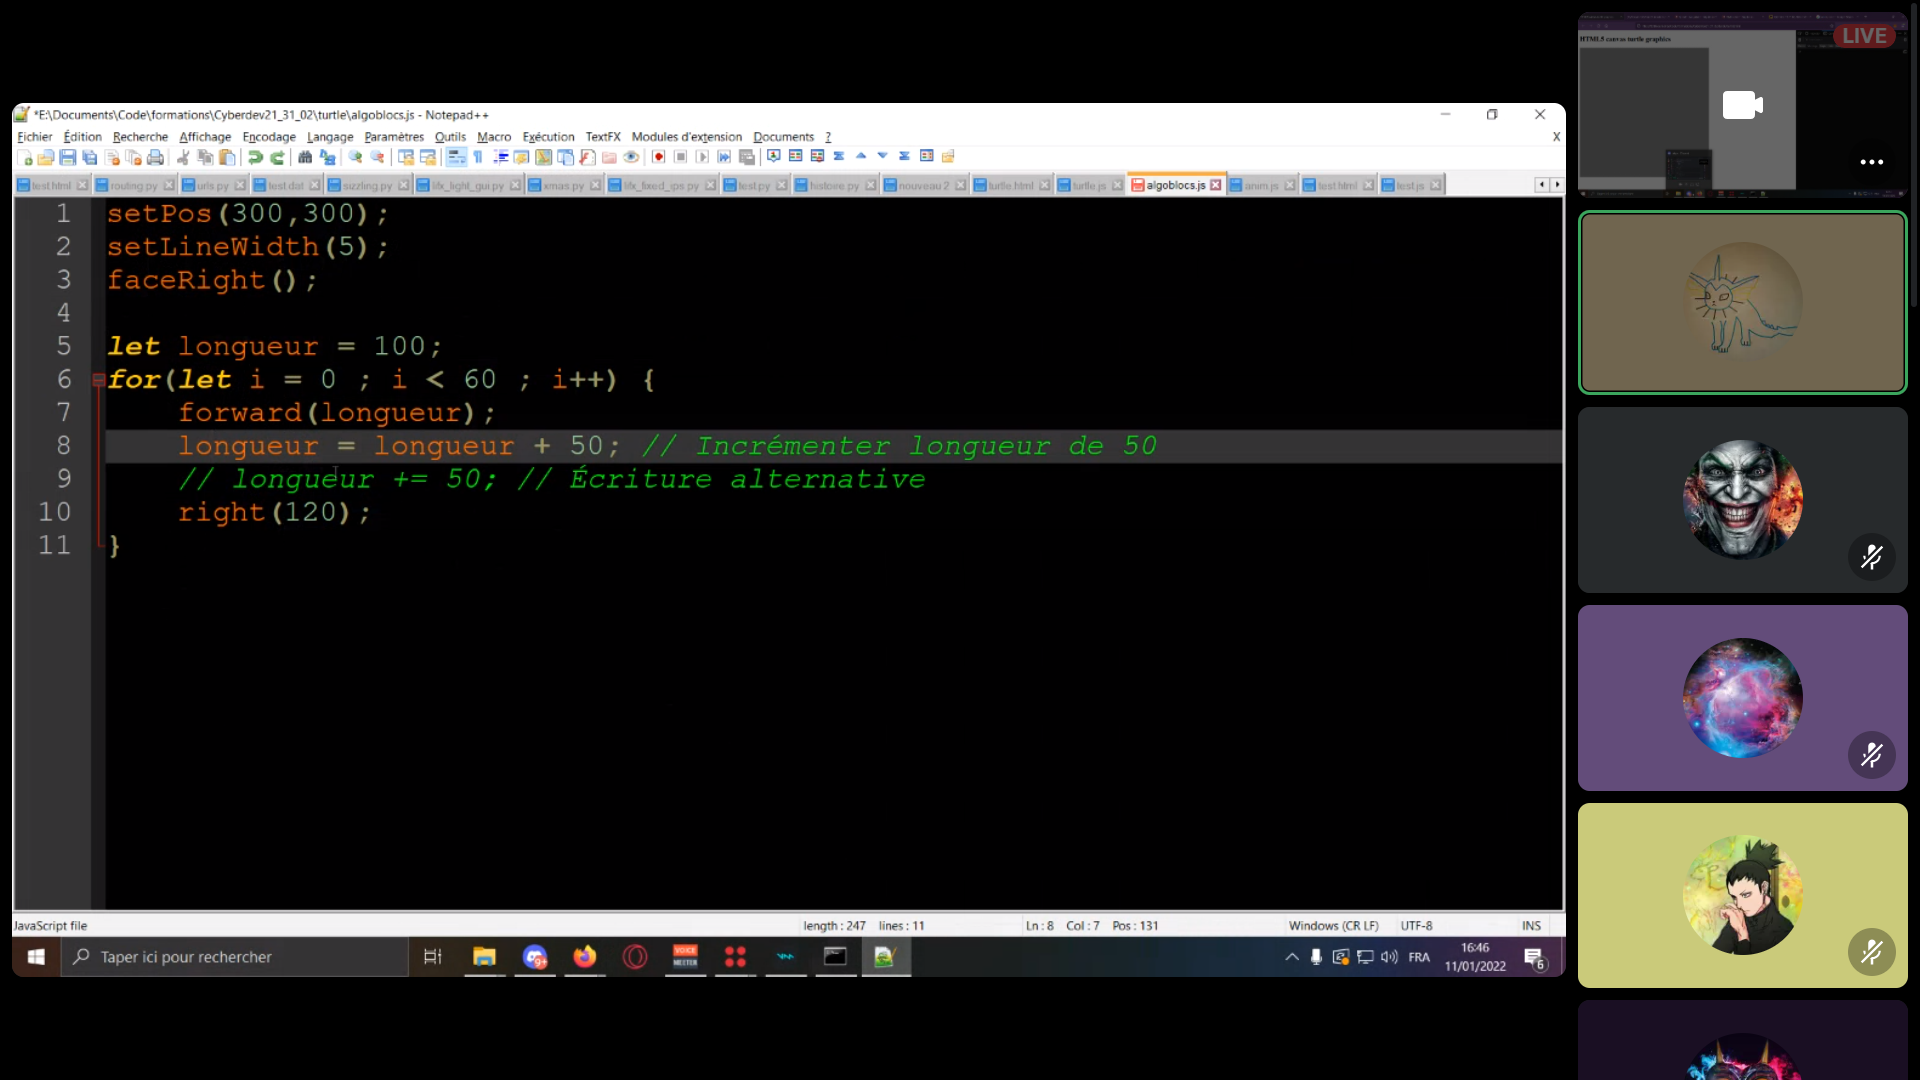 HTML5 canvas turtle graphics
LIVE
*E:\Documents\Code\formations\Cyberdev21_31_02\turtle\algoblocs.js - Notepad++
Fichier Édition Recherche Affichage Encodage Langage Paramètres Outils Macro Exécution TextFX Modules d'extension Documents ? X
test.html routing.py urls.py test.dat sizzling.py lifx_light_gui.py xmas.py lifx_fixed_ips.py test.py histoire.py nouveau 2 turtle.html turtle.js algoblocs.js anim.js test.html test.js
1 setPos(300,300);
2 setLineWidth(5);
3 faceRight();
4
5 let longueur = 100;
6 for(let i = 0 ; i < 60 ; i++) {
7 forward(longueur);
8 longueur = longueur + 50; // Incrémenter longueur de 50
9 // longueur += 50; // Écriture alternative
10 right(120);
11 }
JavaScript file length : 247 lines : 11 Ln : 8 Col : 7 Pos : 131 Windows (CR LF) UTF-8 INS
Taper ici pour rechercher
9+
VOICE
MEETER
FRA
16:46
11/01/2022
6